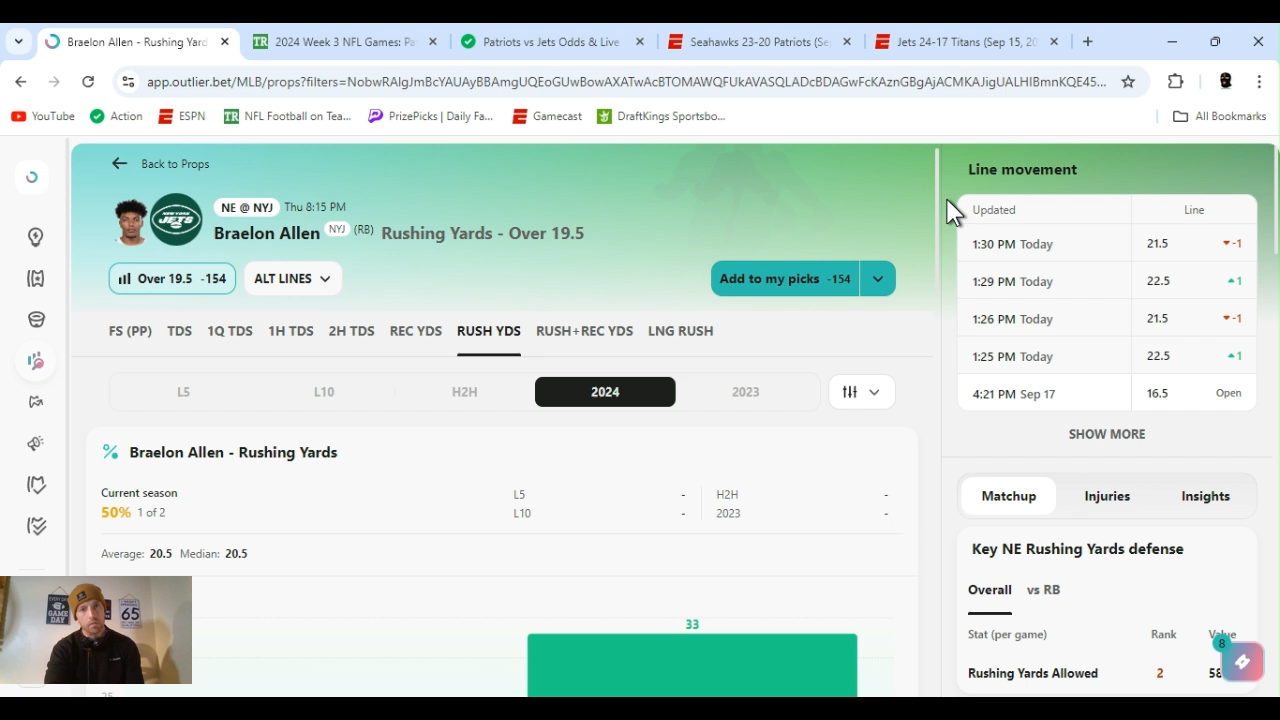 Braelon Allen - Rushing Yard
2024 Week 3 NFL Games: Pa
Patriots vs Jets Odds & Live
Seahawks 23-20 Patriots (Se
Jets 24-17 Titans (Sep 15, 20
app.outlier.bet/MLB/props?filters=NobwRAlgJmBcYAUAyBBAmgUQEoGUwBowAXATwAcBTOMAWQFUkAVASQLADcBDAGwFcKAznGBgAjACMKAJigUALHIBmnKQE45...
YouTube
Action
ESPN
NFL Football on Tea...
PrizePicks | Daily Fa...
Gamecast
DraftKings Sportsbo...
All Bookmarks
Back to Props
NE @ NYJ Thu 8:15 PM
Braelon Allen NYJ (RB) Rushing Yards - Over 19.5
Over 19.5 -154
ALT LINES
Add to my picks -154
FS (PP) TDS 1Q TDS 1H TDS 2H TDS REC YDS RUSH YDS RUSH+REC YDS LNG RUSH
L5 L10 H2H 2024 2023
Braelon Allen - Rushing Yards
Current season
50% 1 of 2
L5 -
L10 -
H2H -
2023 -
Average: 20.5 Median: 20.5
33
25
Line movement
Updated Line
1:30 PM Today 21.5 -1
1:29 PM Today 22.5 1
1:26 PM Today 21.5 -1
1:25 PM Today 22.5 1
4:21 PM Sep 17 16.5 Open
SHOW MORE
Matchup Injuries Insights
Key NE Rushing Yards defense
Overall vs RB
Stat (per game) Rank Value
8
Rushing Yards Allowed 2
GAME
DAY
65